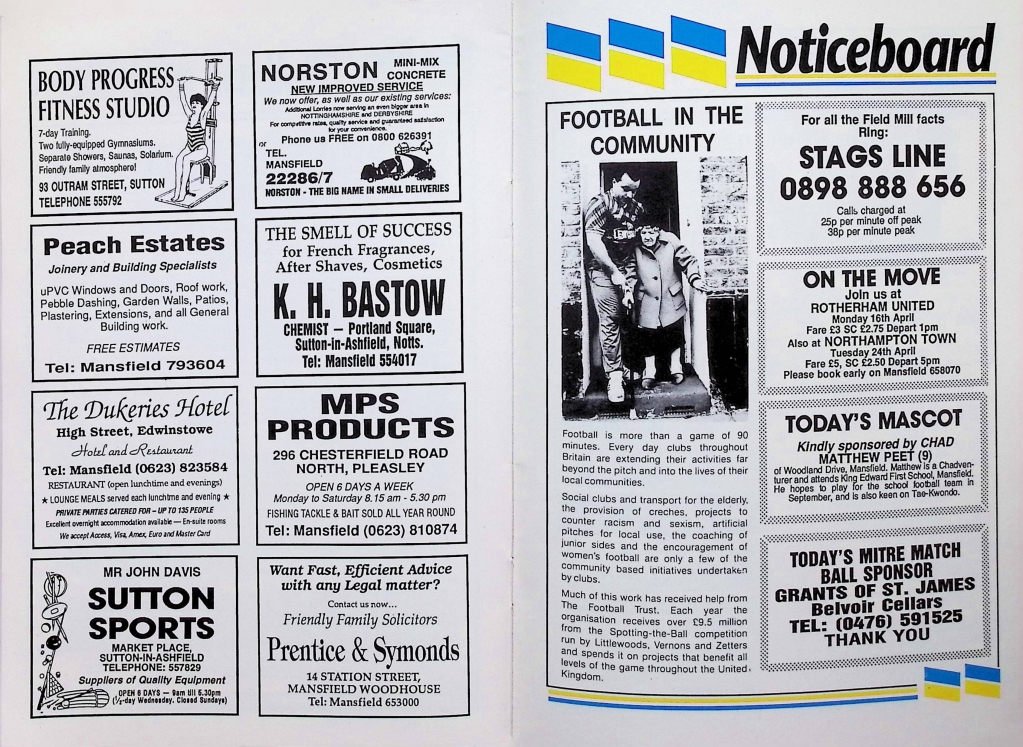 BODY PROGRESS
FITNESS STUDIO
7-day Training.
Two fully-equipped Gymnasiums.
Separate Showers, Saunas, Solarium.
Friendly family atmosphere!
93 OUTRAM STREET, SUTTON
TELEPHONE 555792
NORSTON MINI-MIX
CONCRETE
NEW IMPROVED SERVICE
We now offer, as well as our existing services:
Additional Lorries now serving an even bigger area in
NOTTINGHAMSHIRE and DERBYSHIRE
For competitive rates, quality service and guaranteed satisfaction
for your convenience.
Phone us FREE on 0800 626391
or
TEL.
MANSFIELD
22286/7
NORSTON - THE BIG NAME IN SMALL DELIVERIES
Peach Estates
Joinery and Building Specialists
uPVC Windows and Doors, Roof work,
Pebble Dashing, Garden Walls, Patios,
Plastering, Extensions, and all General
Building work.
FREE ESTIMATES
Tel: Mansfield 793604
THE SMELL OF SUCCESS
for French Fragrances,
After Shaves, Cosmetics
K. H. BASTOW
CHEMIST — Portland Square,
Sutton-in-Ashfield, Notts.
Tel: Mansfield 554017
The Dukeries Hotel
High Street, Edwinstowe
Hotel and Restaurant
Tel: Mansfield (0623) 823584
RESTAURANT (open lunchtime and evenings)
★ LOUNGE MEALS served each lunchtime and evening ★
PRIVATE PARTIES CATERED FOR – UP TO 135 PEOPLE
Excellent overnight accommodation available — En-suite rooms
We accept Access, Visa, Amex, Euro and Master Card
MPS
PRODUCTS
296 CHESTERFIELD ROAD
NORTH, PLEASLEY
OPEN 6 DAYS A WEEK
Monday to Saturday 8.15 am - 5.30 pm
FISHING TACKLE & BAIT SOLD ALL YEAR ROUND
Tel: Mansfield (0623) 810874
MR JOHN DAVIS
SUTTON
SPORTS
MARKET PLACE,
SUTTON-IN-ASHFIELD
TELEPHONE: 557829
Suppliers of Quality Equipment
OPEN 6 DAYS — 9am till 5.30pm
(½-day Wednesday. Closed Sundays)
Want Fast, Efficient Advice
with any Legal matter?
Contact us now...
Friendly Family Solicitors
Prentice & Symonds
14 STATION STREET,
MANSFIELD WOODHOUSE
Tel: Mansfield 653000
Noticeboard
FOOTBALL IN THE
COMMUNITY
Football is more than a game of 90
minutes. Every day clubs throughout
Britain are extending their activities far
beyond the pitch and into the lives of their
local communities.
Social clubs and transport for the elderly,
the provision of creches, projects to
counter racism and sexism, artificial
pitches for local use, the coaching of
junior sides and the encouragement of
women's football are only a few of the
community based initiatives undertaken
by clubs.
Much of this work has received help from
The Football Trust. Each year the
organisation receives over £9.5 million
from the Spotting-the-Ball competition
run by Littlewoods, Vernons and Zetters
and spends it on projects that benefit all
levels of the game throughout the United
Kingdom.
For all the Field Mill facts
Ring:
STAGS LINE
0898 888 656
Calls charged at
25p per minute off peak
38p per minute peak
ON THE MOVE
Join us at
ROTHERHAM UNITED
Monday 16th April
Fare £3 SC £2.75 Depart 1pm
Also at NORTHAMPTON TOWN
Tuesday 24th April
Fare £5, SC £2.50 Depart 5pm
Please book early on Mansfield 658070
TODAY'S MASCOT
Kindly sponsored by CHAD
MATTHEW PEET (9)
of Woodland Drive, Mansfield. Matthew is a Chadven-
turer and attends King Edward First School, Mansfield.
He hopes to play for the school football team in
September, and is also keen on Tae-Kwondo.
TODAY'S MITRE MATCH
BALL SPONSOR
GRANTS OF ST. JAMES
Belvoir Cellars
TEL: (0476) 591525
THANK YOU